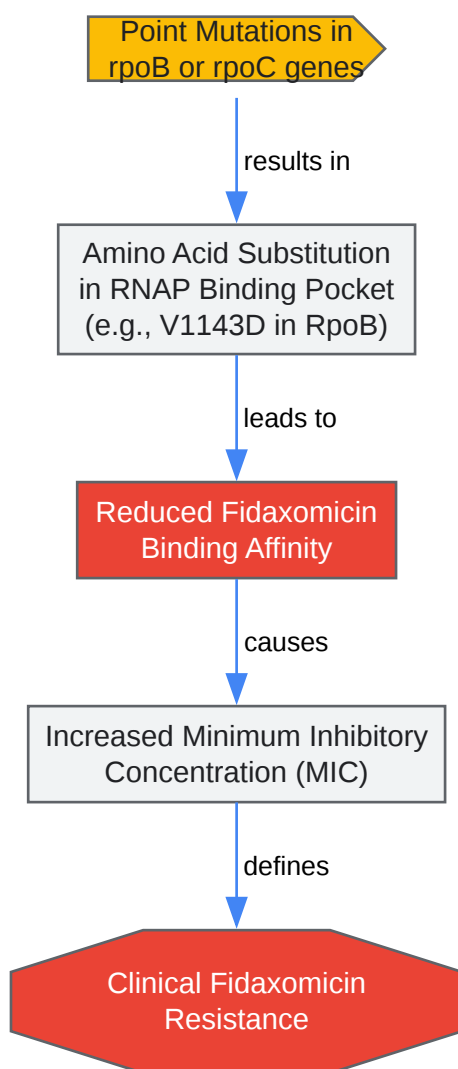 Point Mutations in
rpoB or rpoC genes
results in
Amino Acid Substitution
in RNAP Binding Pocket
(e.g., V1143D in RpoB)
leads to
Reduced Fidaxomicin
Binding Affinity
causes
Increased Minimum Inhibitory
Concentration (MIC)
defines
Clinical Fidaxomicin
Resistance